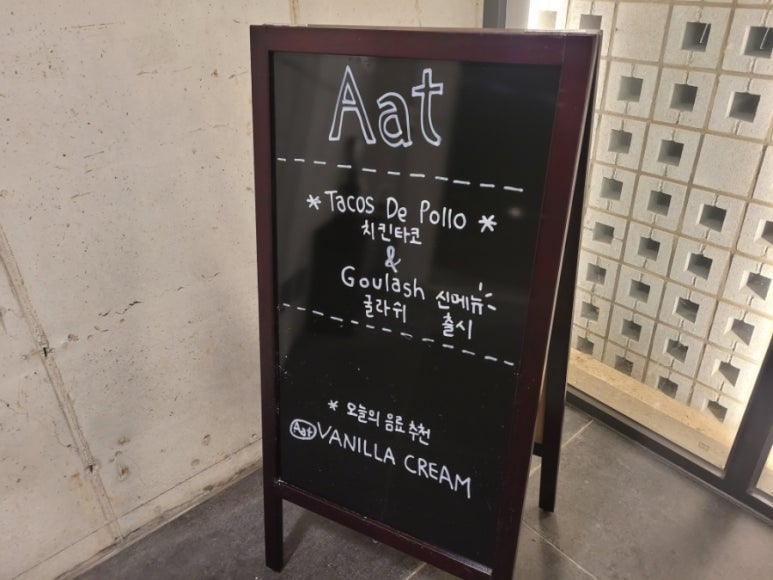 Aat
* Tacos De Pollo *
치킨타코
&
Goulash 신메뉴
굴라쉬 출시
* 오늘의 음료 추천
Aat VANILLA CREAM